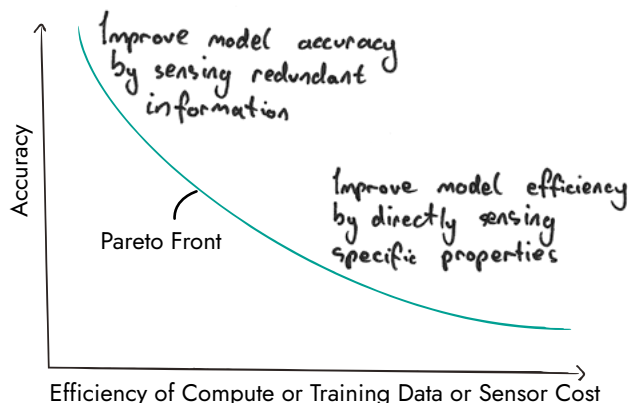 Improve model accuracy
by sensing redundant
information
Accuracy
Improve model efficiency
by directly sensing
specific properties
Pareto Front
Efficiency of Compute or Training Data or Sensor Cost